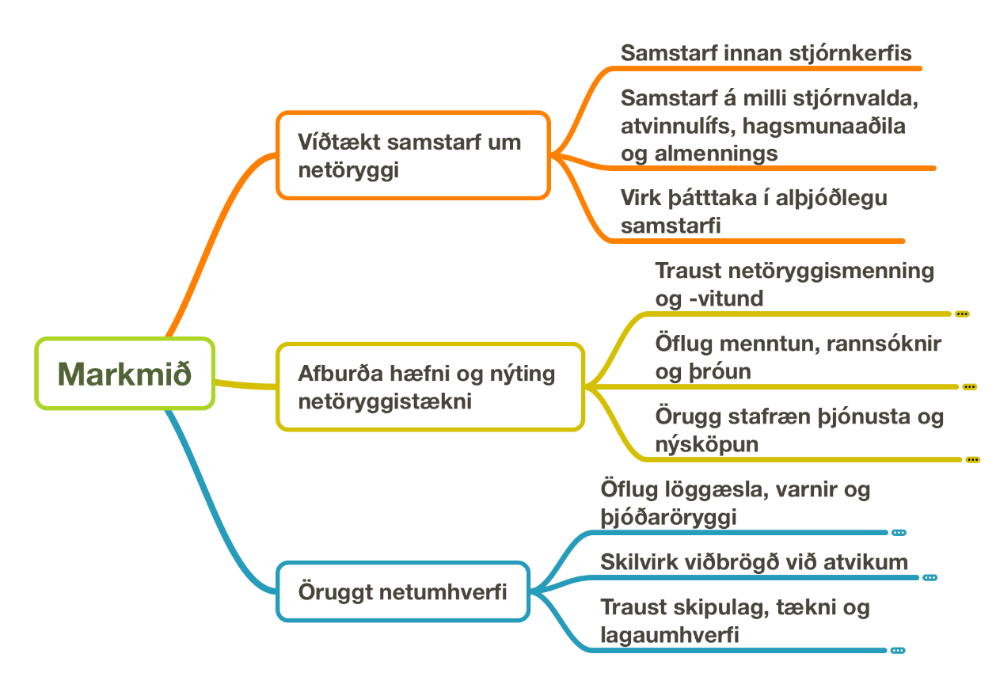 Markmið
Víðtækt samstarf um
netöryggi
Samstarf innan stjórnkerfis
Samstarf á milli stjórnvalda,
atvinnulífs, hagsmunaaðila
og almennings
Virk þátttaka í alþjóðlegu
samstarfi
Afburða hæfni og nýting
netöryggistækni
Traust netöryggismenning
og -vitund
Öflug menntun, rannsóknir
og þróun
Örugg stafræn þjónusta og
nýsköpun
Öruggt netumhverfi
Öflug löggæsla, varnir og
þjóðaröryggi
Skilvirk viðbrögð við atvikum
Traust skipulag, tækni og
lagaumhverfi